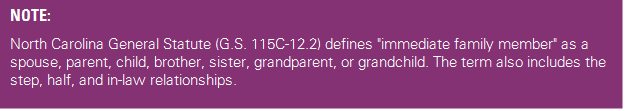 NOTE:
North Carolina General Statute (G.S. 115C-12.2) defines "immediate family member" as a
spouse, parent, child, brother, sister, grandparent, or grandchild. The term also includes the
step, half, and in-law relationships.